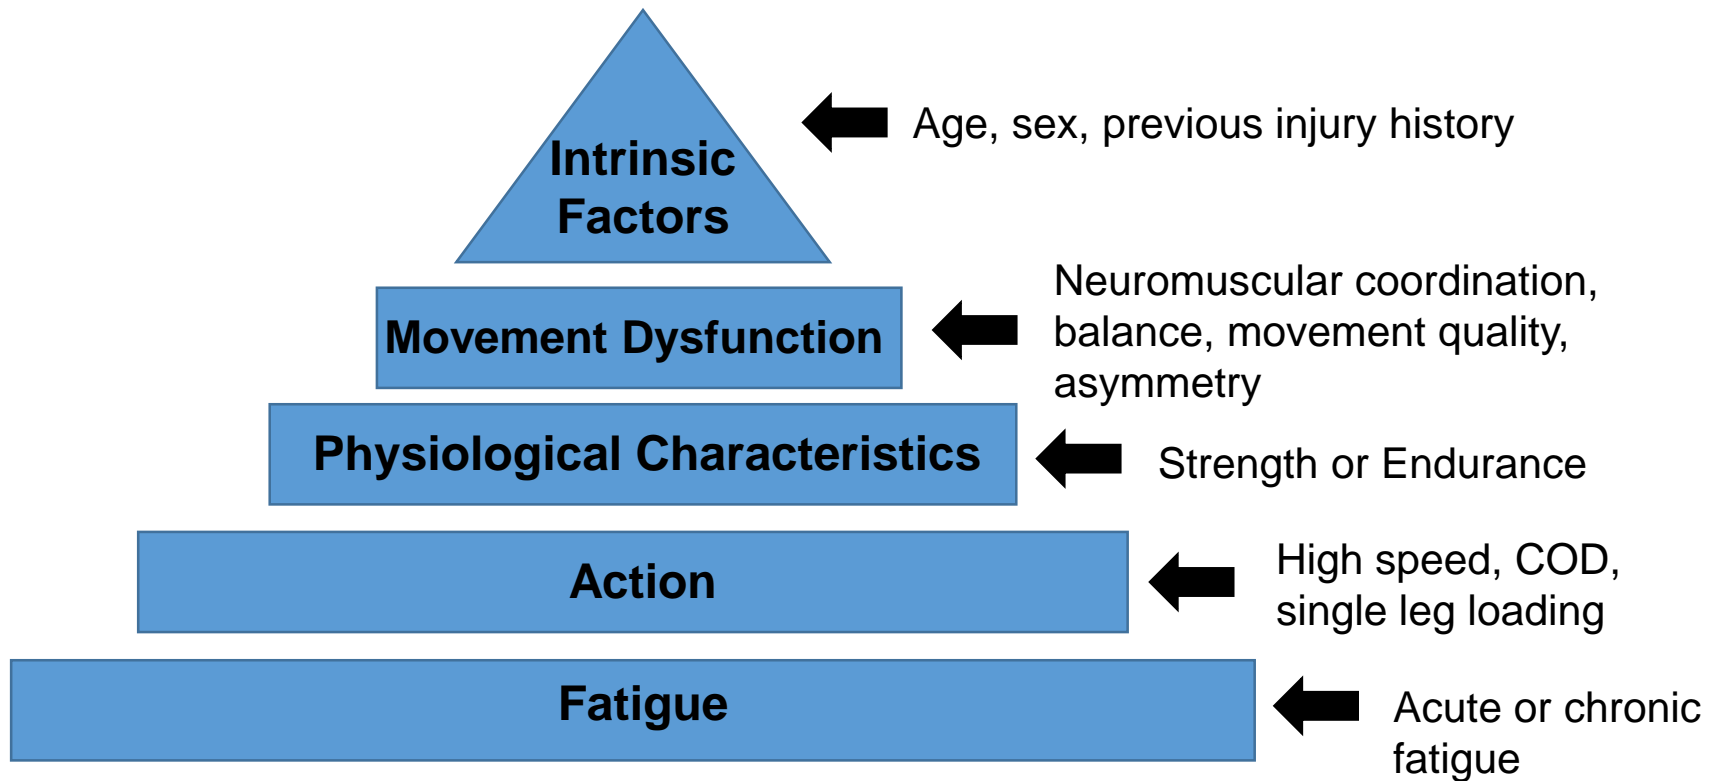 Intrinsic
Factors
Age, sex, previous injury history
Movement Dysfunction
Neuromuscular coordination,
balance, movement quality,
asymmetry
Physiological Characteristics
Strength or Endurance
Action
High speed, COD,
single leg loading
Fatigue
Acute or chronic
fatigue